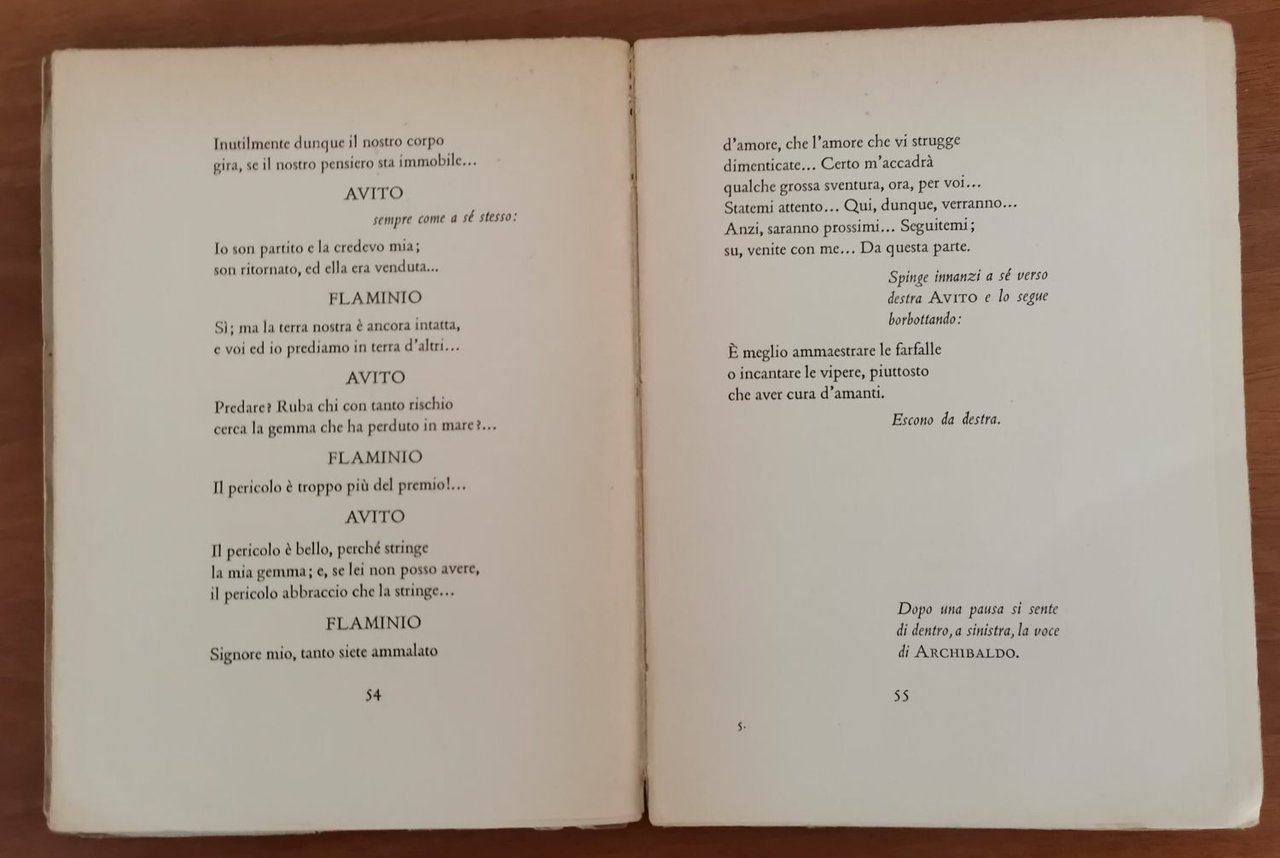 Inutilmente dunque il nostro corpo
gira, se il nostro pensiero sta immobile...
AVITO
sempre come a sé stesso:
Io son partito e la credevo mia;
son ritornato, ed ella era venduta...
FLAMINIO
Sì; ma la terra nostra è ancora intatta,
e voi ed io prediamo in terra d'altri...
AVITO
Predare? Ruba chi con tanto rischio
cerca la gemma che ha perduto in mare?...
FLAMINIO
Il pericolo è troppo più del premio!...
AVITO
Il pericolo è bello, perché stringe
la mia gemma; e, se lei non posso avere,
il pericolo abbraccio che la stringe...
FLAMINIO
Signore mio, tanto siete ammalato
54
d'amore, che l'amore che vi strugge
dimenticate... Certo m'accadrà
qualche grossa sventura, ora, per voi...
Statemi attento... Qui, dunque, verranno...
Anzi, saranno prossimi... Seguitemi;
su, venite con me... Da questa parte.
Spinge innanzi a sé verso
destra AVITO e lo segue
borbottando:
È meglio ammaestrare le farfalle
o incantare le vipere, piuttosto
che aver cura d'amanti.
Escono da destra.
Dopo una pausa si sente
di dentro, a sinistra, la voce
di ARCHIBALDO.
55
5.